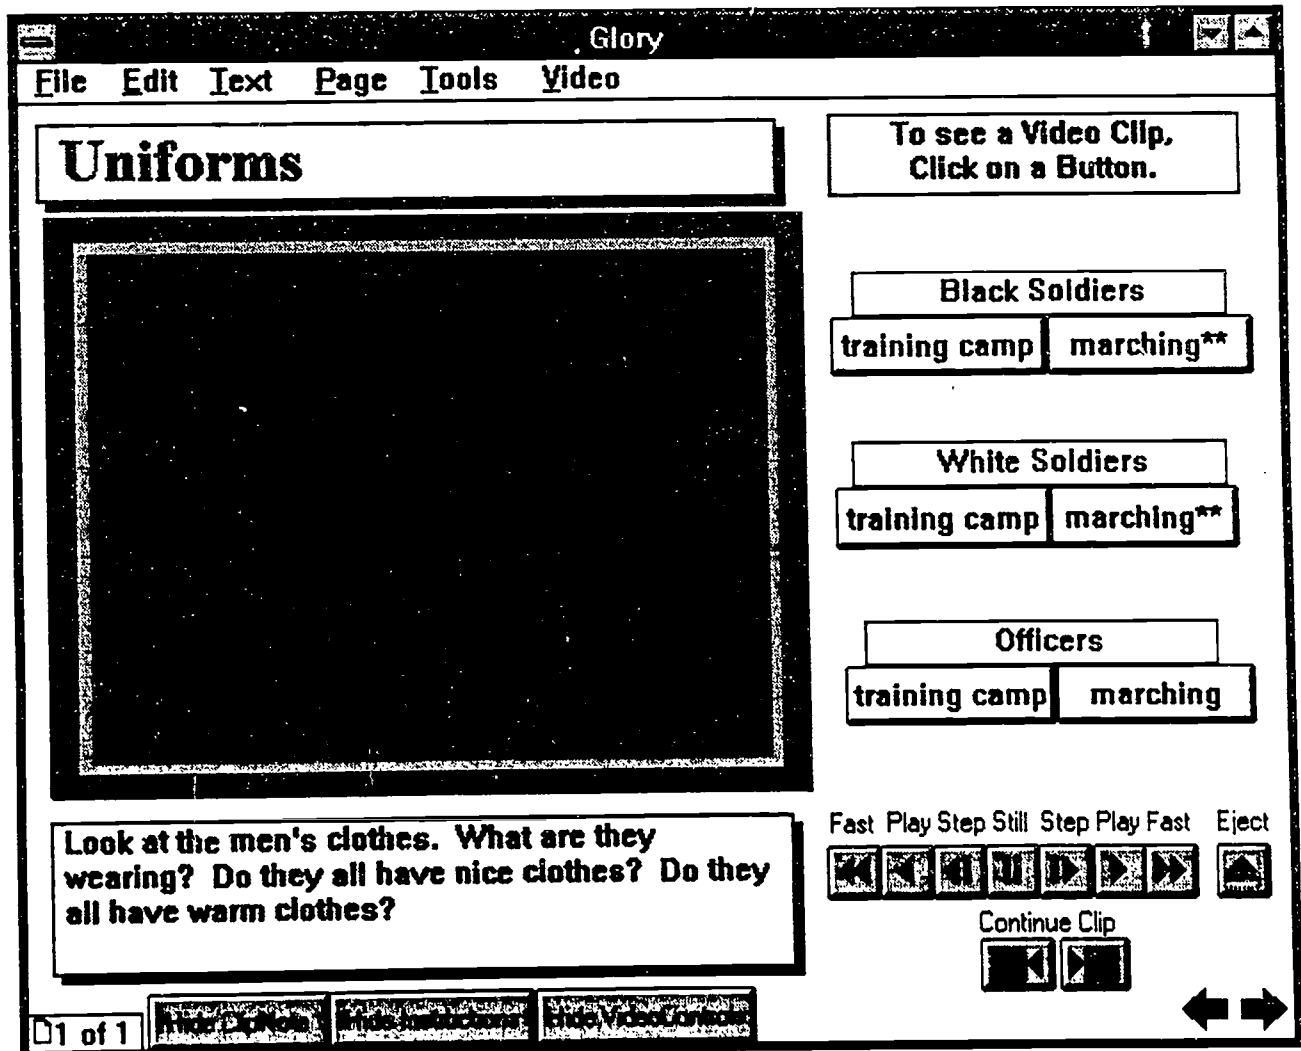 Glory
File Edit Text Page Tools Video
Uniforms
To see a Video Clip,
Click on a Button.
Black Soldiers
training camp marching**
White Soldiers
training camp marching**
Officers
training camp marching
Look at the men's clothes. What are they
wearing? Do they all have nice clothes? Do they
all have warm clothes?
Fast Play Step Still Step Play Fast Eject
Continue Clip
1 of 1